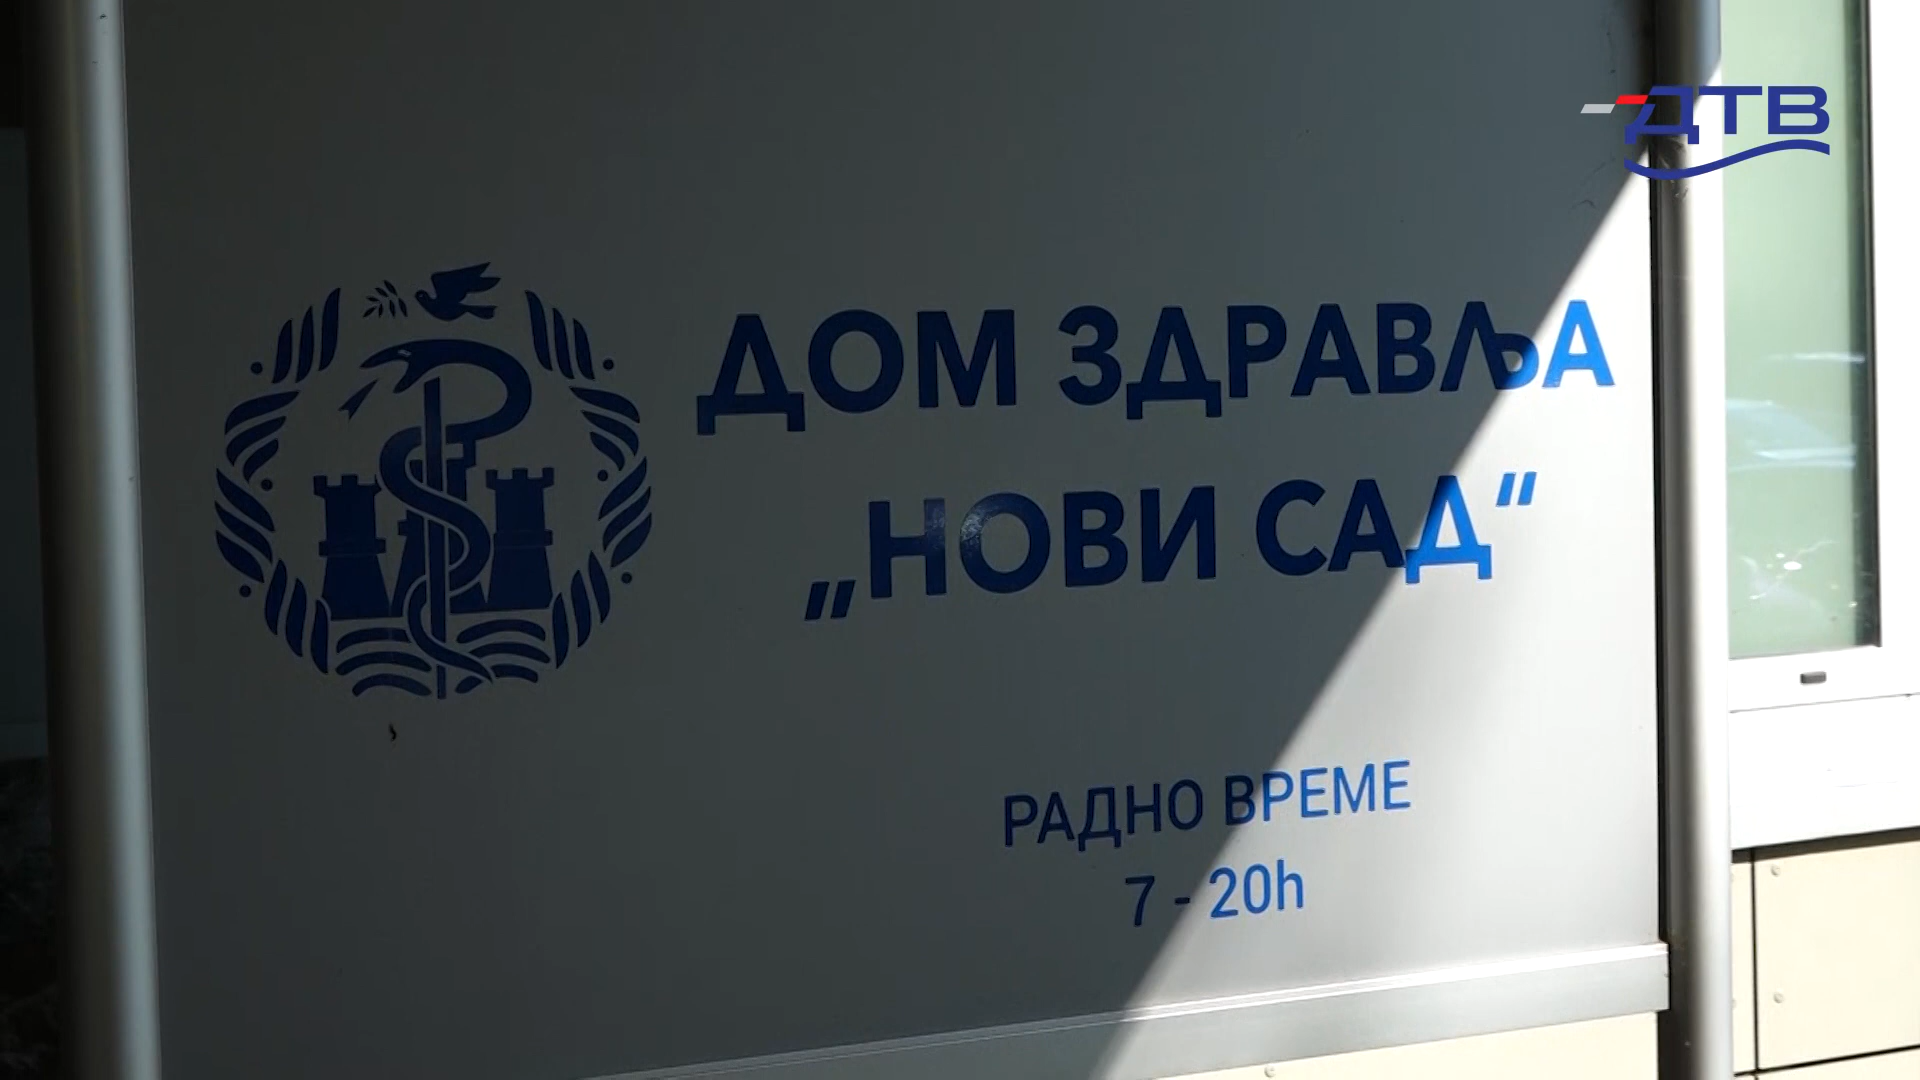 ДТВ
ДОМ ЗДРАВЉА
„НОВИ САД“
РАДНО ВРЕМЕ
7 - 20h